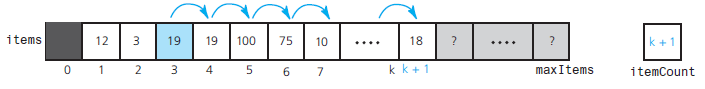 items 12 3 19 19 100 75 10 •••• 18 ? •••• ? k + 1
0 1 2 3 4 5 6 7 k k + 1 maxItems itemCount